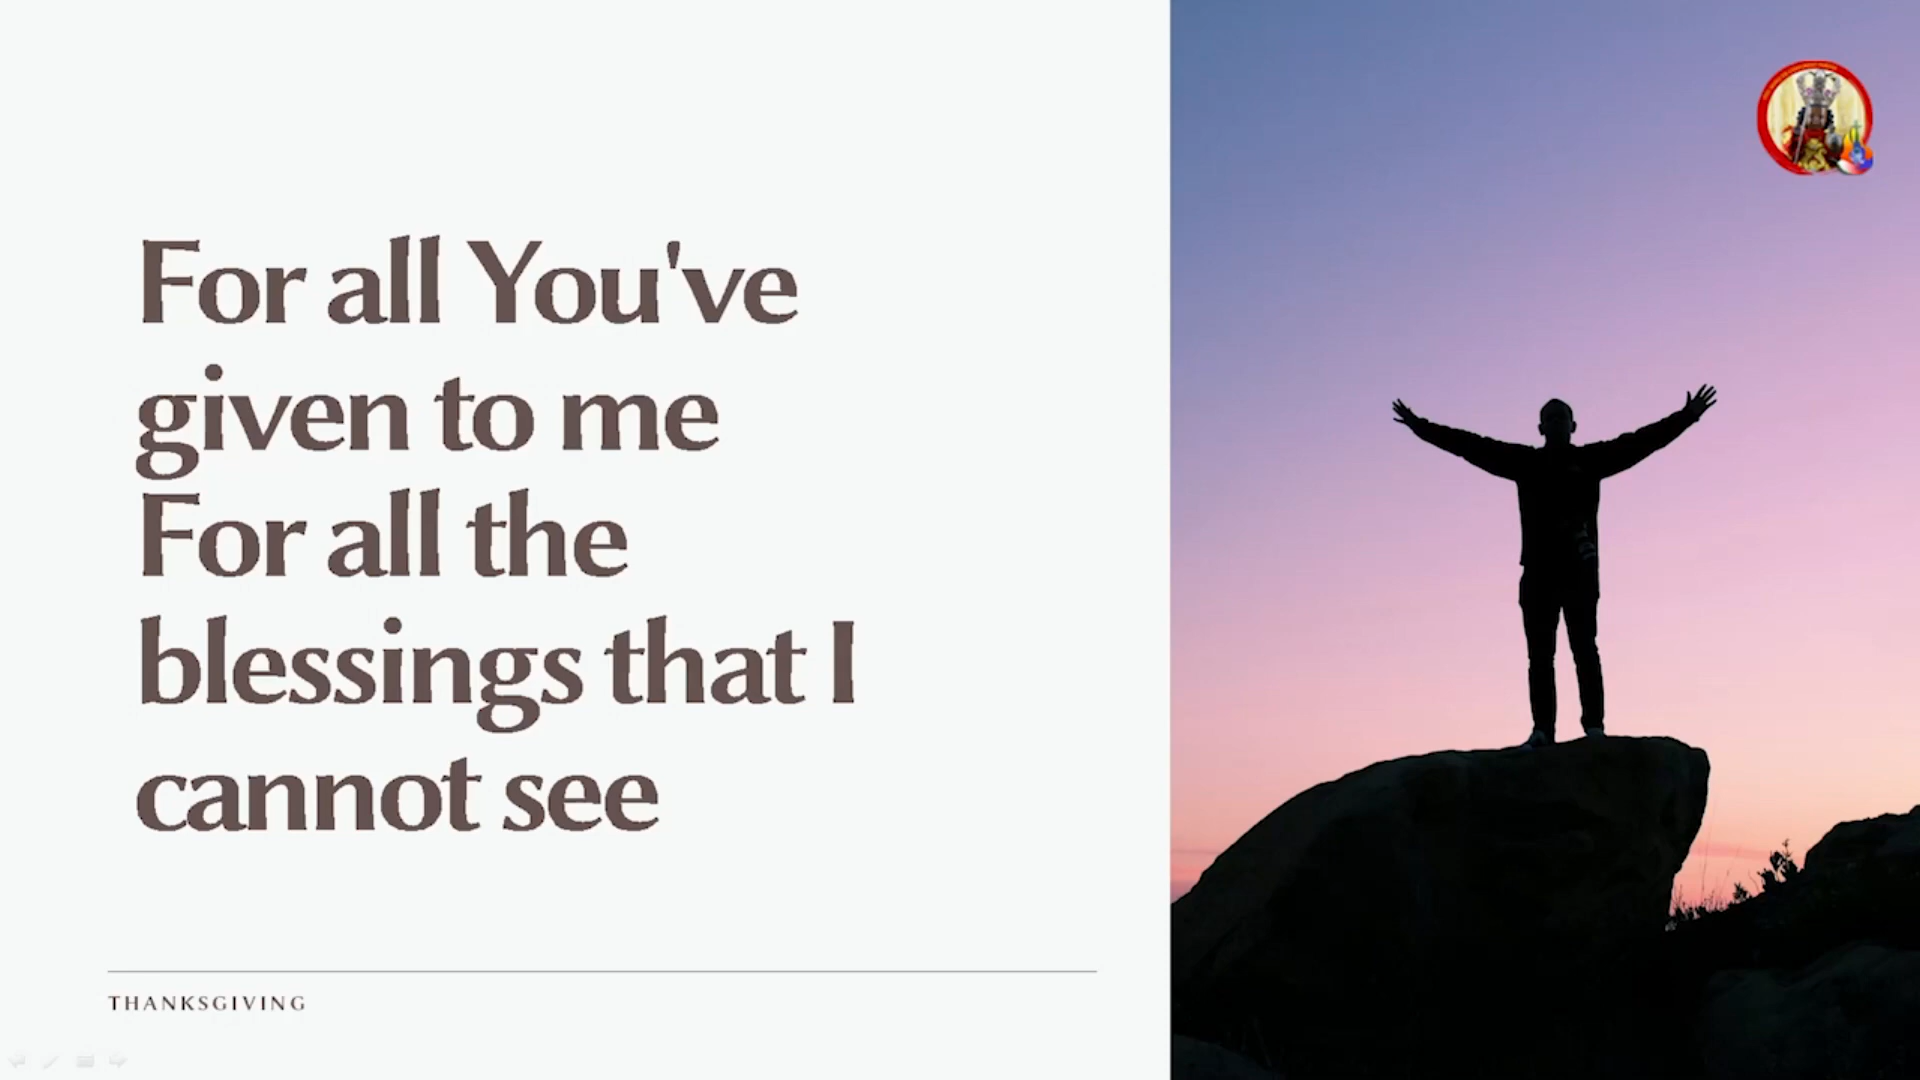 For all You've
given to me
For all the
blessings that I
cannot see
THANKSGIVING